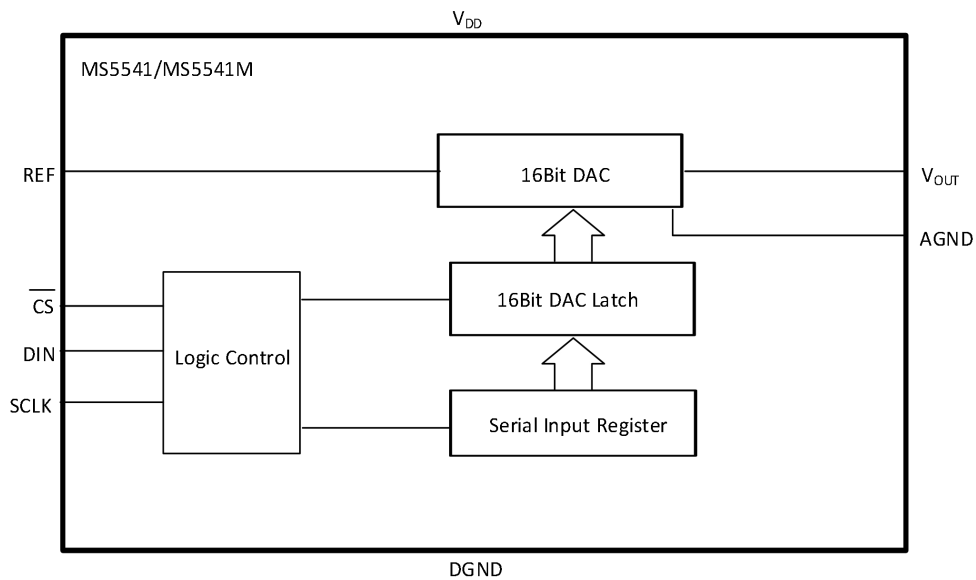 VDD
MS5541/MS5541M
REF
16Bit DAC
VOUT
AGND
CS
16Bit DAC Latch
DIN
Logic Control
SCLK
Serial Input Register
DGND